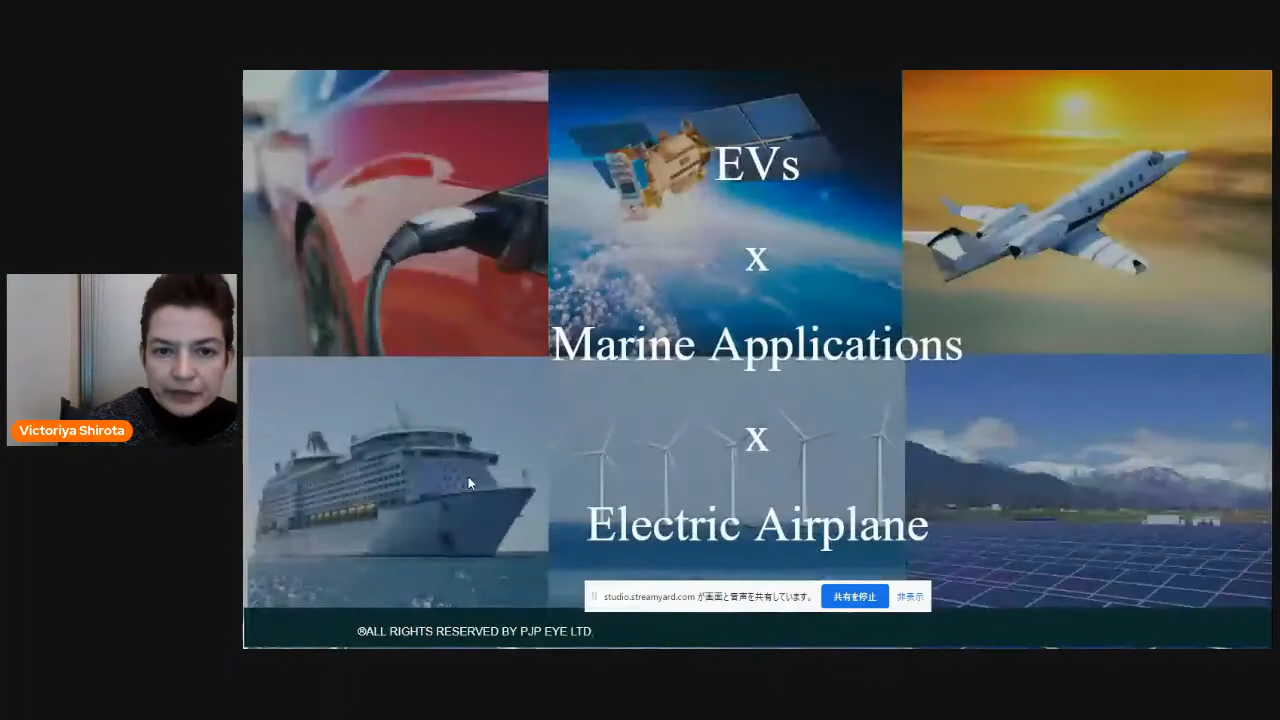 EVs
x
Marine Applications
x
Electric Airplane
Victoriya Shirota
studio.streamyard.com が画面と音声を共有しています。 共有を停止 非表示
®ALL RIGHTS RESERVED BY PJP EYE LTD.